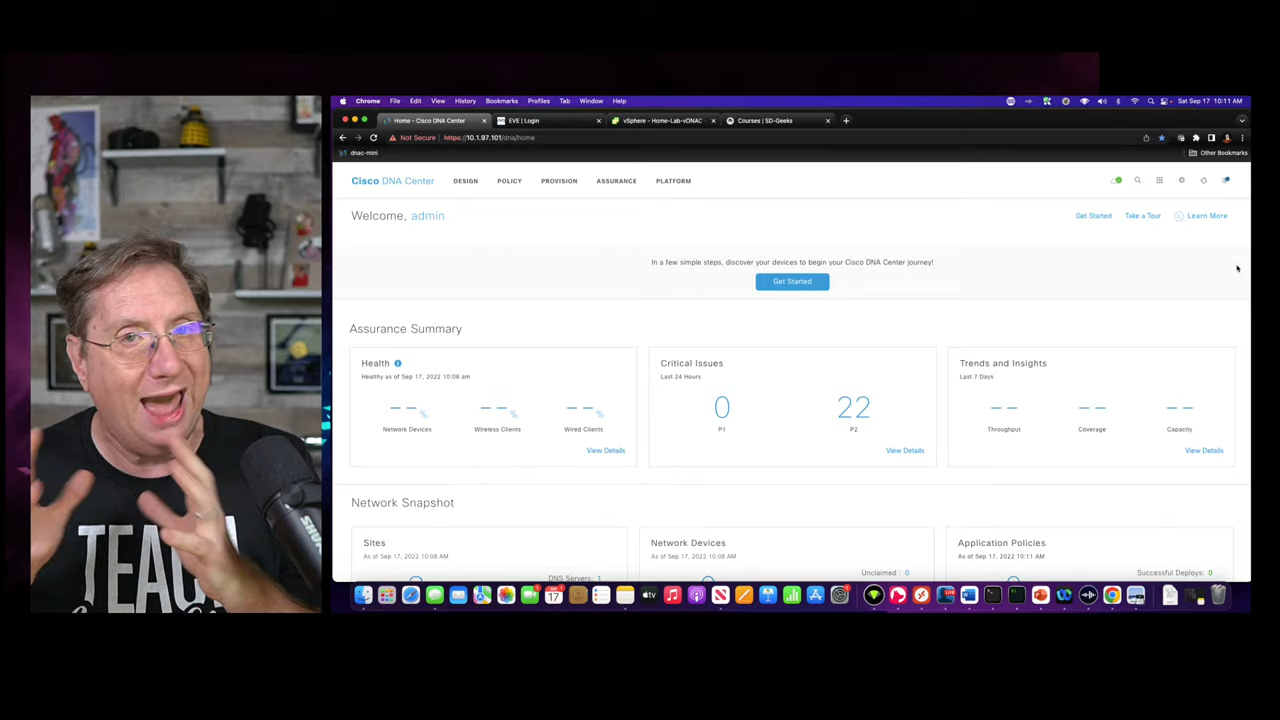 Chrome File Edit View History Bookmarks Profiles Tab Window Help Sat Sep 17 10:11 AM
Home - Cisco DNA Center EVE | Login vSphere - Home-Lab-vDNAC Courses | SD-Geeks
Not Secure https://10.1.97.101/dna/home
dnac-mini Other Bookmarks
Cisco DNA Center DESIGN POLICY PROVISION ASSURANCE PLATFORM
Welcome, admin Get Started Take a Tour Learn More
In a few simple steps, discover your devices to begin your Cisco DNA Center journey!
Get Started
Assurance Summary
Health
Healthy as of Sep 17, 2022 10:08 am
-- % -- % -- %
Network Devices Wireless Clients Wired Clients
View Details
Critical Issues
Last 24 Hours
0 22
P1 P2
View Details
Trends and Insights
Last 7 Days
-- -- --
Throughput Coverage Capacity
View Details
Network Snapshot
Sites
As of Sep 17, 2022 10:08 AM
DNS Servers: 1
Network Devices
As of Sep 17, 2022 10:08 AM
Unclaimed : 0
Application Policies
As of Sep 17, 2022 10:11 AM
Successful Deploys: 0
TEACH
SHURE
17
tv